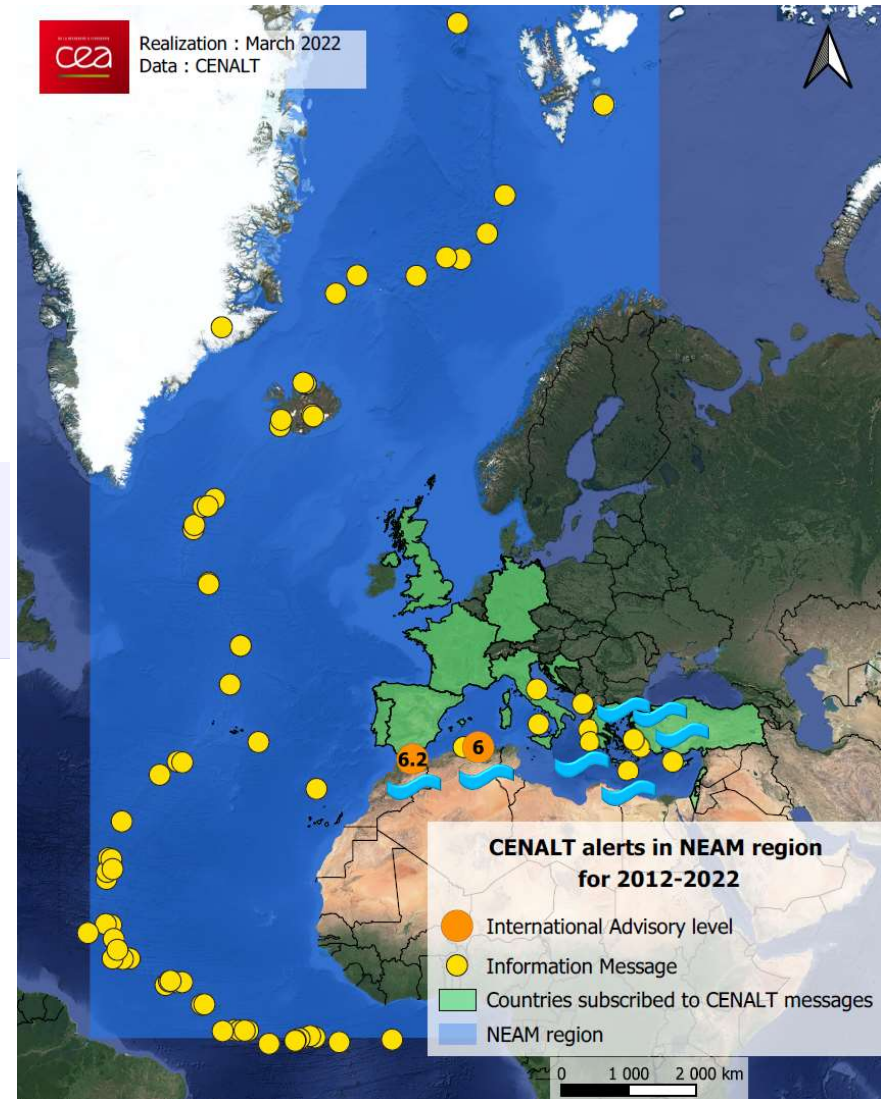 cea
Realization : March 2022
Data : CENALT
6.2
6
CENALT alerts in NEAM region
for 2012-2022
International Advisory level
Information Message
Countries subscribed to CENALT messages
NEAM region
0 1 000 2 000 km